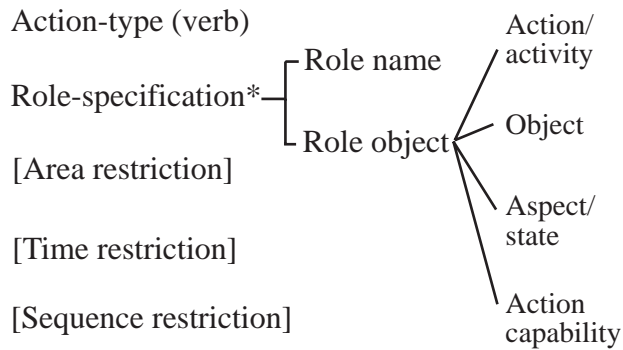 Action-type (verb)
Role-specification*
Role name
Role object
Action/
activity
Object
Aspect/
state
Action
capability
[Area restriction]
[Time restriction]
[Sequence restriction]